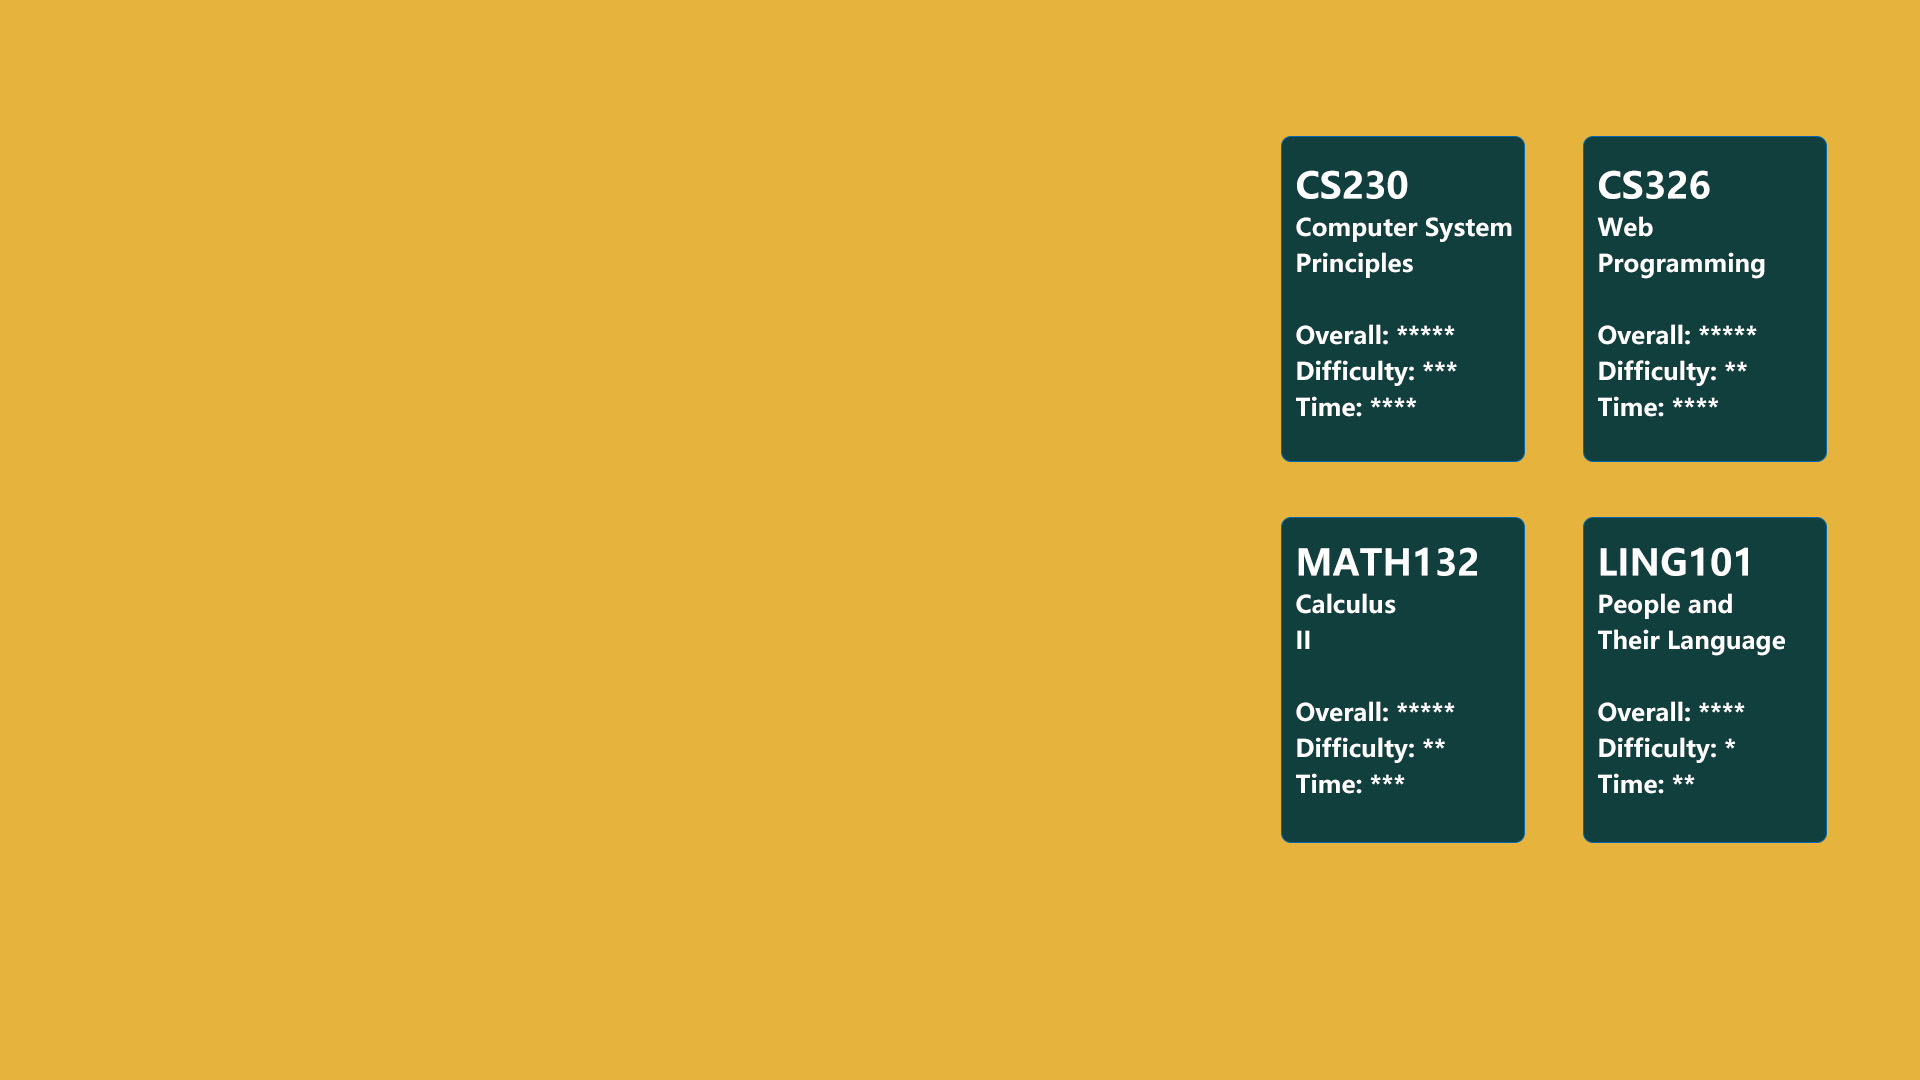 CS230
Computer System
Principles
Overall: *****
Difficulty: ***
Time: ****
CS326
Web
Programming
Overall: *****
Difficulty: **
Time: ****
MATH132
Calculus
II
Overall: *****
Difficulty: **
Time: ***
LING101
People and
Their Language
Overall: ****
Difficulty: *
Time: **